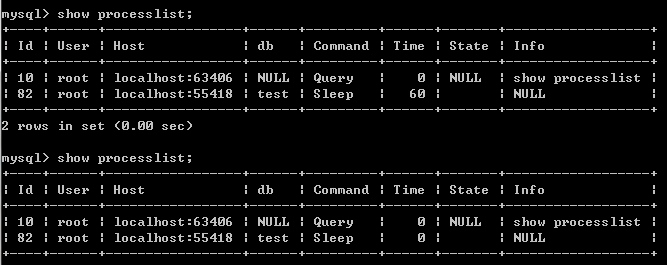 mysql> show processlist;
+----+------+-----------------+------+---------+------+-------+------------------+
| Id | User | Host            | db   | Command | Time | State | Info             |
+----+------+-----------------+------+---------+------+-------+------------------+
| 10 | root | localhost:63406 | NULL | Query   |    0 | NULL  | show processlist |
| 82 | root | localhost:55418 | test | Sleep   |   60 |       | NULL             |
+----+------+-----------------+------+---------+------+-------+------------------+
2 rows in set (0.00 sec)
mysql> show processlist;
+----+------+-----------------+------+---------+------+-------+------------------+
| Id | User | Host            | db   | Command | Time | State | Info             |
+----+------+-----------------+------+---------+------+-------+------------------+
| 10 | root | localhost:63406 | NULL | Query   |    0 | NULL  | show processlist |
| 82 | root | localhost:55418 | test | Sleep   |    0 |       | NULL             |
+----+------+-----------------+------+---------+------+-------+------------------+